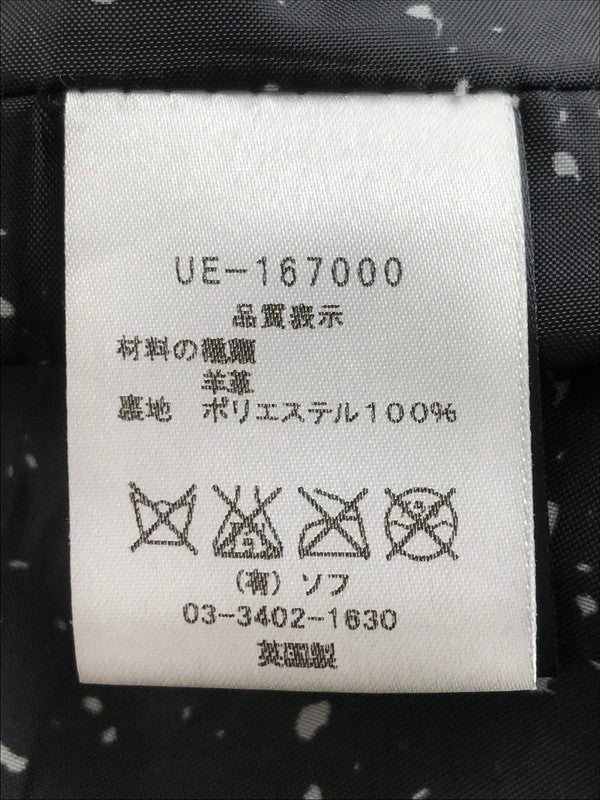 UE-167000
品質表示
材料の種類
羊革
裏地 ポリエステル100%
(有) ソフ
03-3402-1630
英国製